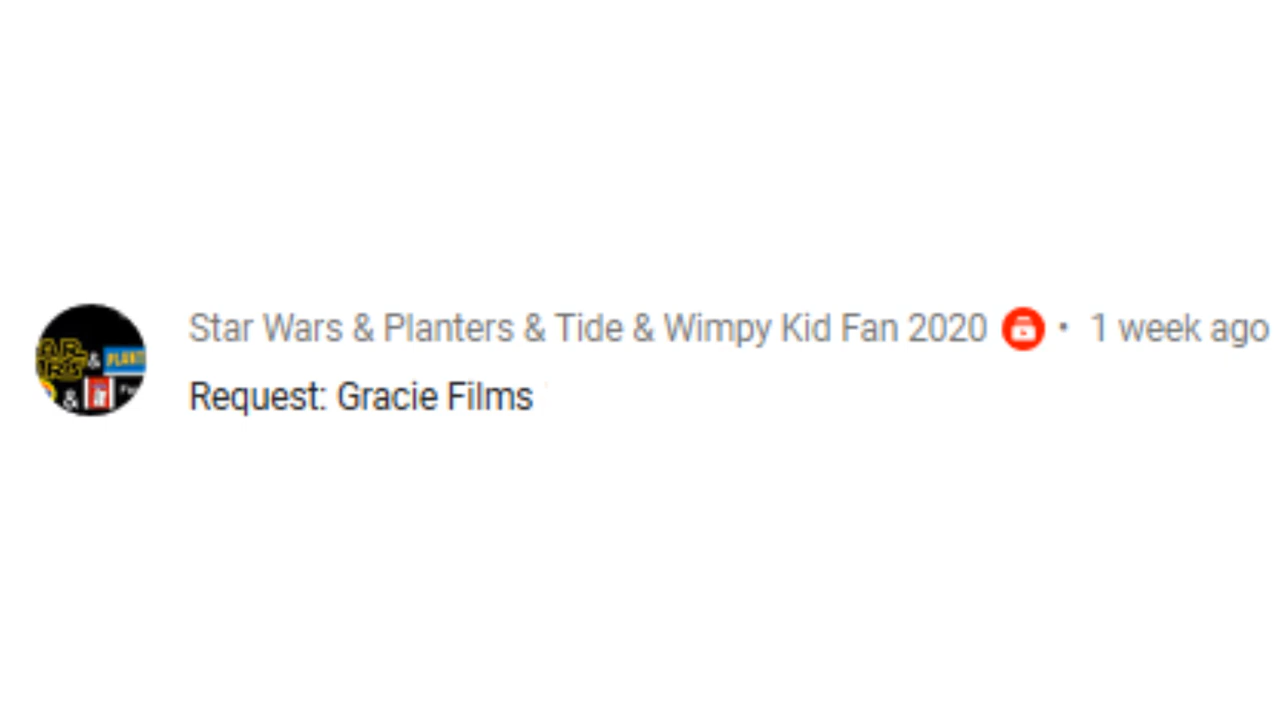 Star Wars & Planters & Tide & Wimpy Kid Fan 2020 • 1 week ago
Request: Gracie Films